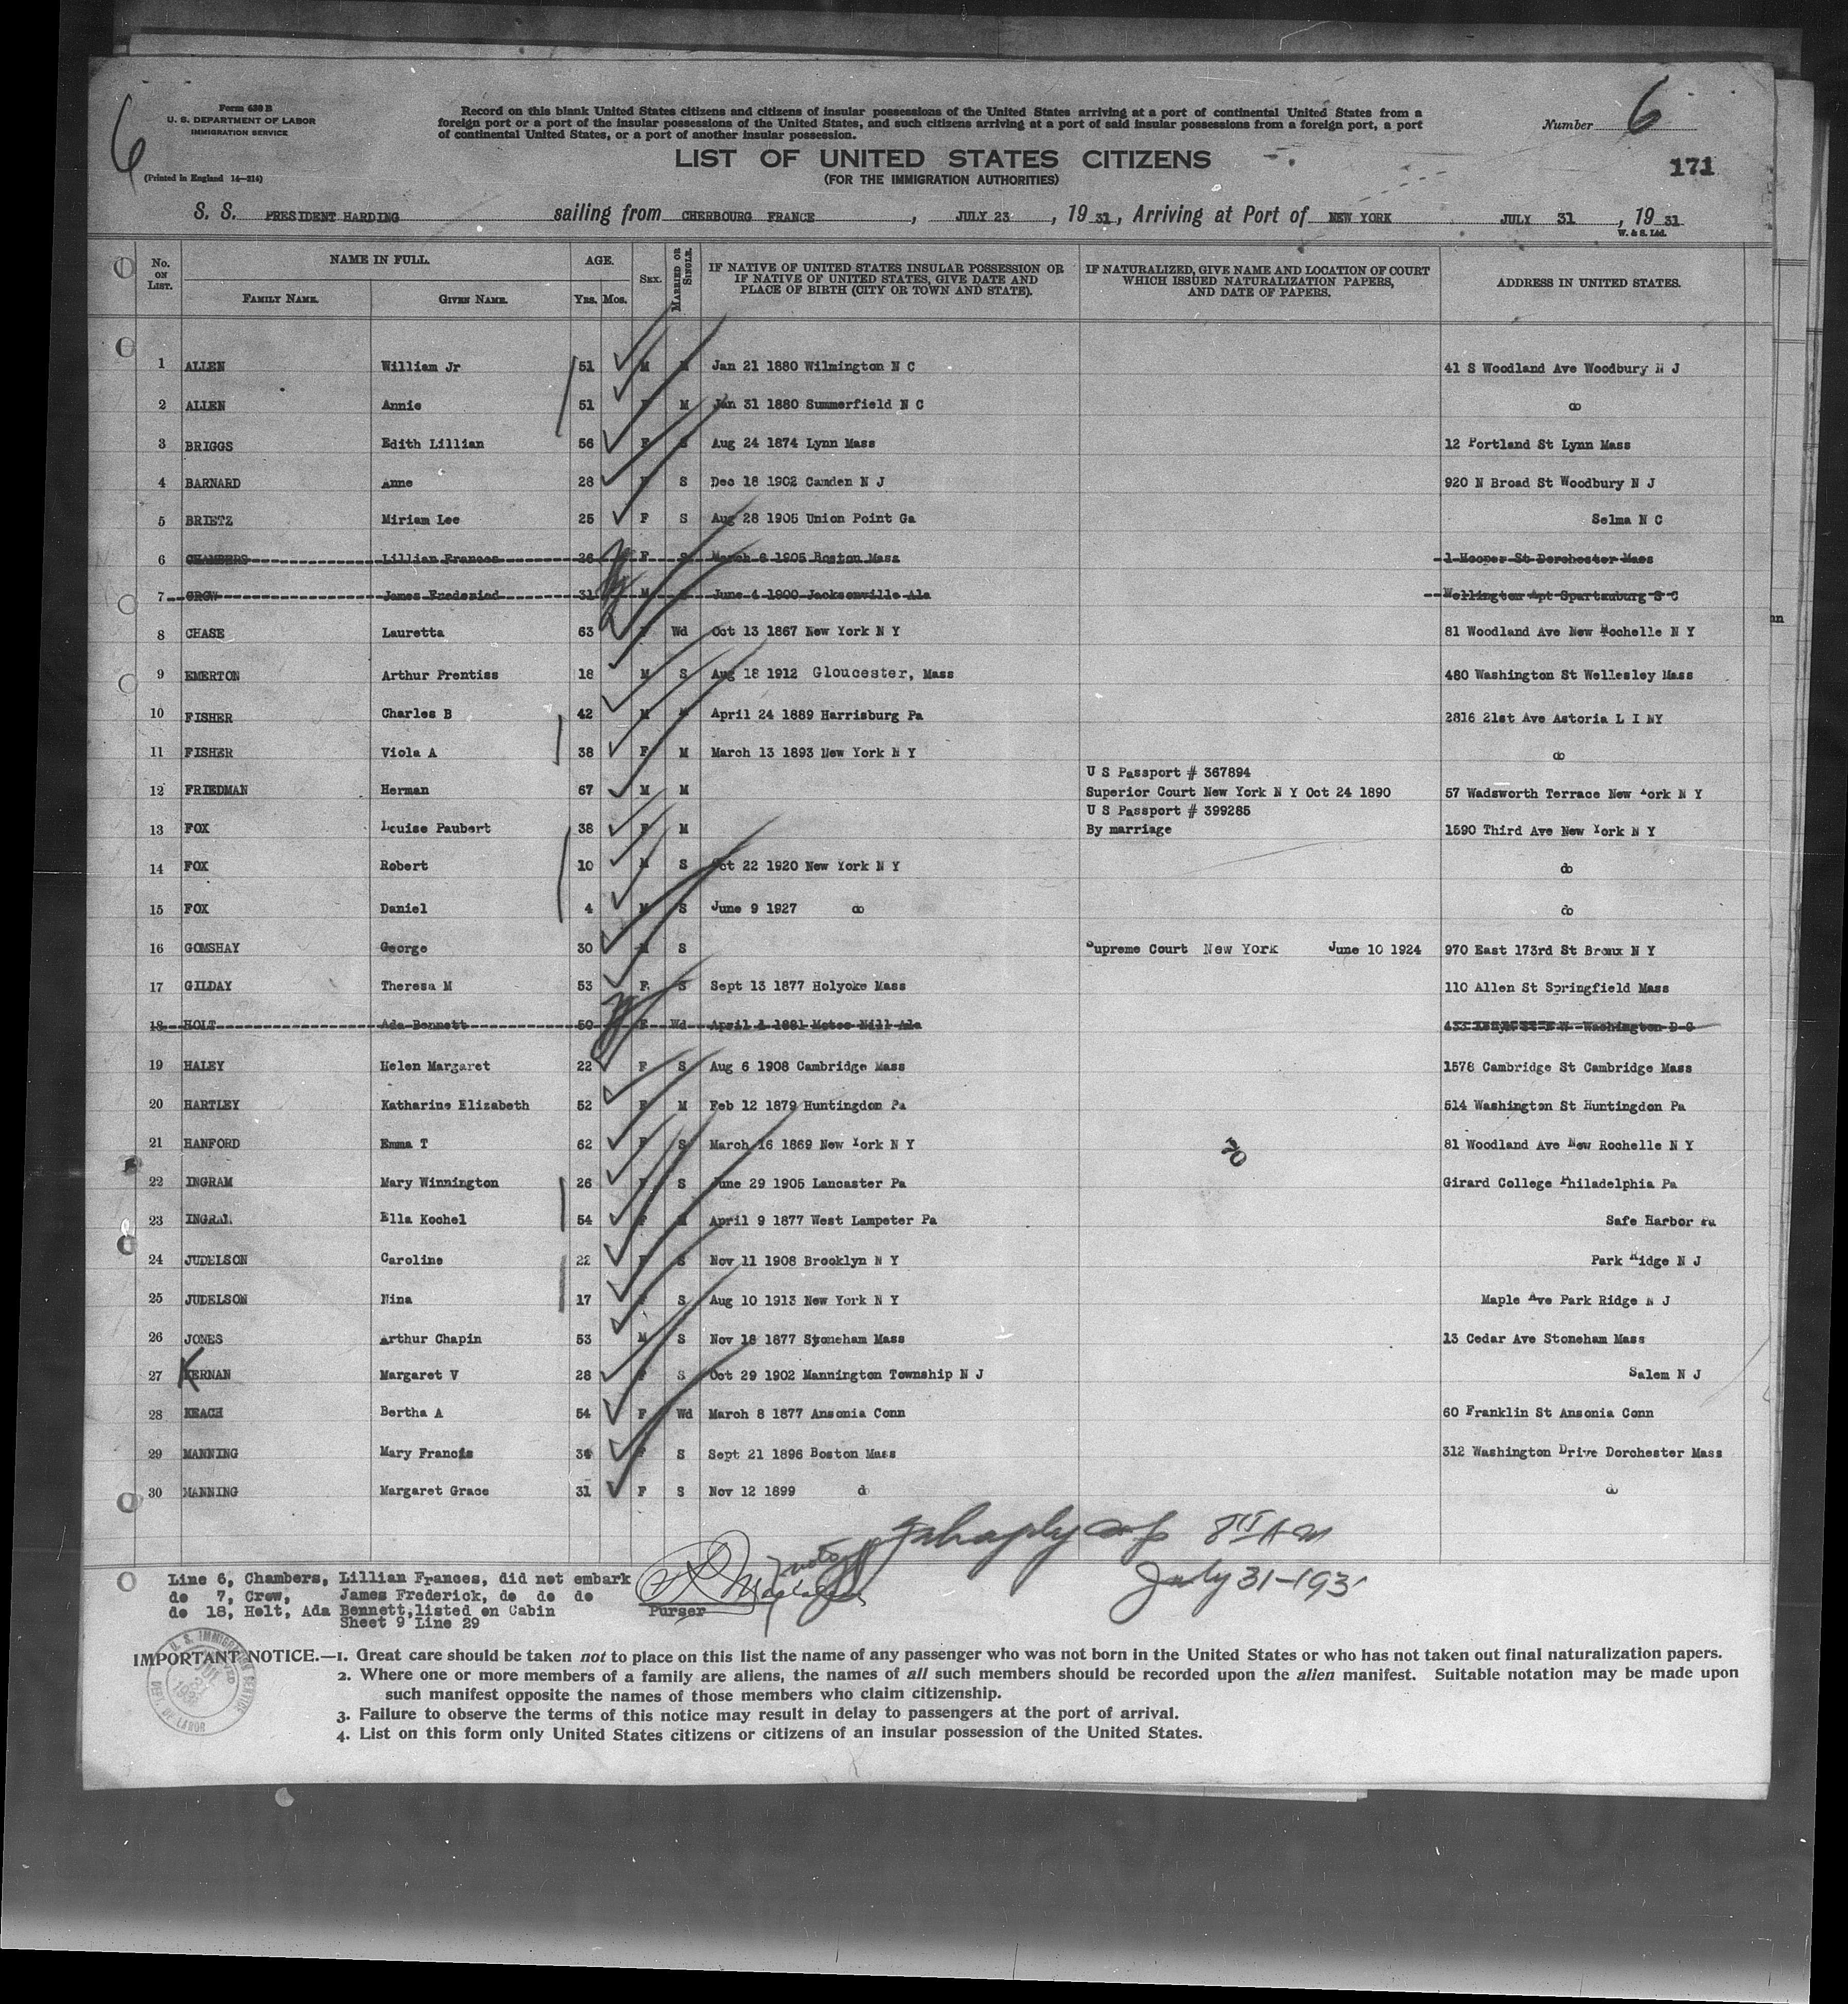 6
Form 630 B
U. S. DEPARTMENT OF LABOR
IMMIGRATION SERVICE
(Printed in England 14—214)
Record on this blank United States citizens and citizens of insular possessions of the United States arriving at a port of continental United States from a
foreign port or a port of the insular possessions of the United States, and such citizens arriving at a port of said insular possessions from a foreign port, a port
of continental United States, or a port of another insular possession.
Number 6
LIST OF UNITED STATES CITIZENS
(FOR THE IMMIGRATION AUTHORITIES)
171
S. S. PRESIDENT HARDING sailing from CHERBOURG FRANCE, JULY 23, 1931, Arriving at Port of NEW YORK JULY 31, 1931
W. & S. Ltd.
No. ON LIST. NAME IN FULL. FAMILY NAME. GIVEN NAME. AGE. YRS. MOS. SEX. MARRIED OR SINGLE. IF NATIVE OF UNITED STATES INSULAR POSSESSION OR IF NATIVE OF UNITED STATES, GIVE DATE AND PLACE OF BIRTH (CITY OR TOWN AND STATE). IF NATURALIZED, GIVE NAME AND LOCATION OF COURT WHICH ISSUED NATURALIZATION PAPERS, AND DATE OF PAPERS. ADDRESS IN UNITED STATES.
1 ALLEN William Jr 51 M M Jan 21 1880 Wilmington N C 41 S Woodland Ave Woodbury N J
2 ALLEN Annie 51 F M Jan 31 1880 Summerfield N C do
3 BRIGGS Edith Lillian 56 F S Aug 24 1874 Lynn Mass 12 Portland St Lynn Mass
4 BARNARD Anne 28 F S Dec 18 1902 Camden N J 920 N Broad St Woodbury N J
5 BRIETZ Miriam Lee 25 F S Aug 28 1905 Union Point Ga Selma N C
6 CHAMBERS Lillian Frances 26 F S March 6 1905 Boston Mass 1 Hooper St Dorchester Mass
7 CROW James Frederiad 31 M S June 4 1900 Jacksonville Ala Wellington Apt Spartanburg S C
8 CHASE Lauretta 63 F Wd Oct 13 1867 New York N Y 81 Woodland Ave New Rochelle N Y
9 EMERTON Arthur Prentiss 18 M S Aug 18 1912 Gloucester, Mass 480 Washington St Wellesley Mass
10 FISHER Charles B 42 M M April 24 1889 Harrisburg Pa 2816 21st Ave Astoria L I NY
11 FISHER Viola A 38 F M March 13 1893 New York N Y do
U S Passport # 367894
12 FRIEDMAN Herman 67 M M Superior Court New York N Y Oct 24 1890 57 Wadsworth Terrace New York N Y
U S Passport # 399285
13 FOX Louise Paubert 38 F M By marriage 1590 Third Ave New York N Y
14 FOX Robert 10 M S Oct 22 1920 New York N Y do
15 FOX Daniel 4 M S June 9 1927 do do
16 GOMSHAY George 30 M S Supreme Court New York June 10 1924 970 East 173rd St Bronx N Y
17 GILDAY Theresa M 53 F S Sept 13 1877 Holyoke Mass 110 Allen St Springfield Mass
18 HOLT Ada Bennett 50 F Wd April 4 1881 Motes Mill Ala Washington D C
19 HALEY Helen Margaret 22 F S Aug 6 1908 Cambridge Mass 1578 Cambridge St Cambridge Mass
20 HARTLEY Katharine Elizabeth 52 F M Feb 12 1879 Huntingdon Pa 514 Washington St Huntingdon Pa
21 HANFORD Emma T 62 F S March 16 1869 New York N Y 81 Woodland Ave New Rochelle N Y
70
22 INGRAM Mary Winnington 26 F S June 29 1905 Lancaster Pa Girard College Philadelphia Pa
23 INGRAM Ella Kochel 54 F M April 9 1877 West Lampeter Pa Safe Harbor Pa
24 JUDELSON Caroline 22 F S Nov 11 1908 Brooklyn N Y Park Ridge N J
25 JUDELSON Nina 17 F S Aug 10 1913 New York N Y Maple Ave Park Ridge N J
26 JONES Arthur Chapin 53 M S Nov 18 1877 Stoneham Mass 13 Cedar Ave Stoneham Mass
27 KERNAN Margaret V 28 F S Oct 29 1902 Mannington Township N J Salem N J
28 KEACH Bertha A 54 F Wd March 8 1877 Ansonia Conn 60 Franklin St Ansonia Conn
29 MANNING Mary Francis 34 F S Sept 21 1896 Boston Mass 312 Washington Drive Dorchester Mass
30 MANNING Margaret Grace 31 F S Nov 12 1899 do do
July 31-1931
Line 6, Chambers, Lillian Frances, did not embark
do 7, Crow, James Frederick, do do do
do 18, Holt, Ada Bennett, listed on Cabin
Sheet 9 Line 29
Purser
U. S. IMMIGRATION SERVICE
DEPT. OF LABOR
IMPORTANT NOTICE.—1. Great care should be taken not to place on this list the name of any passenger who was not born in the United States or who has not taken out final naturalization papers.
2. Where one or more members of a family are aliens, the names of all such members should be recorded upon the alien manifest. Suitable notation may be made upon
such manifest opposite the names of those members who claim citizenship.
3. Failure to observe the terms of this notice may result in delay to passengers at the port of arrival.
4. List on this form only United States citizens or citizens of an insular possession of the United States.